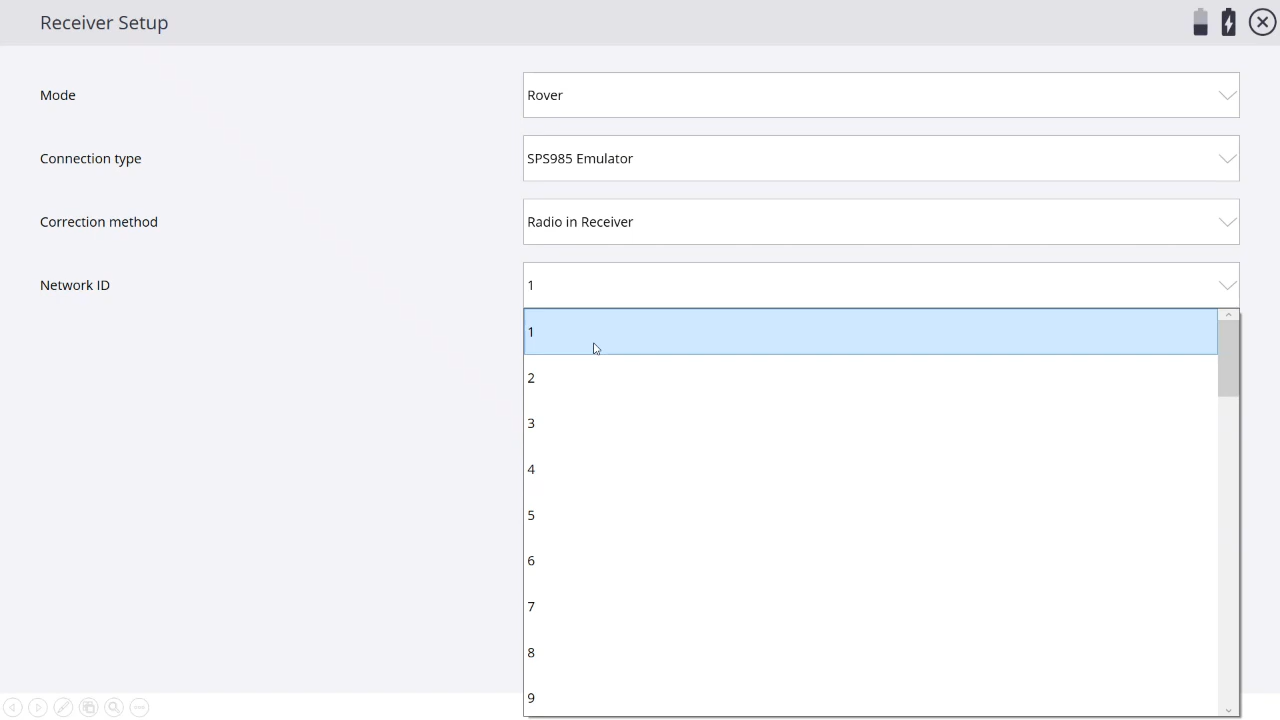 Receiver Setup
Mode
Rover
Connection type
SPS985 Emulator
Correction method
Radio in Receiver
Network ID
1
1
2
3
4
5
6
7
8
9